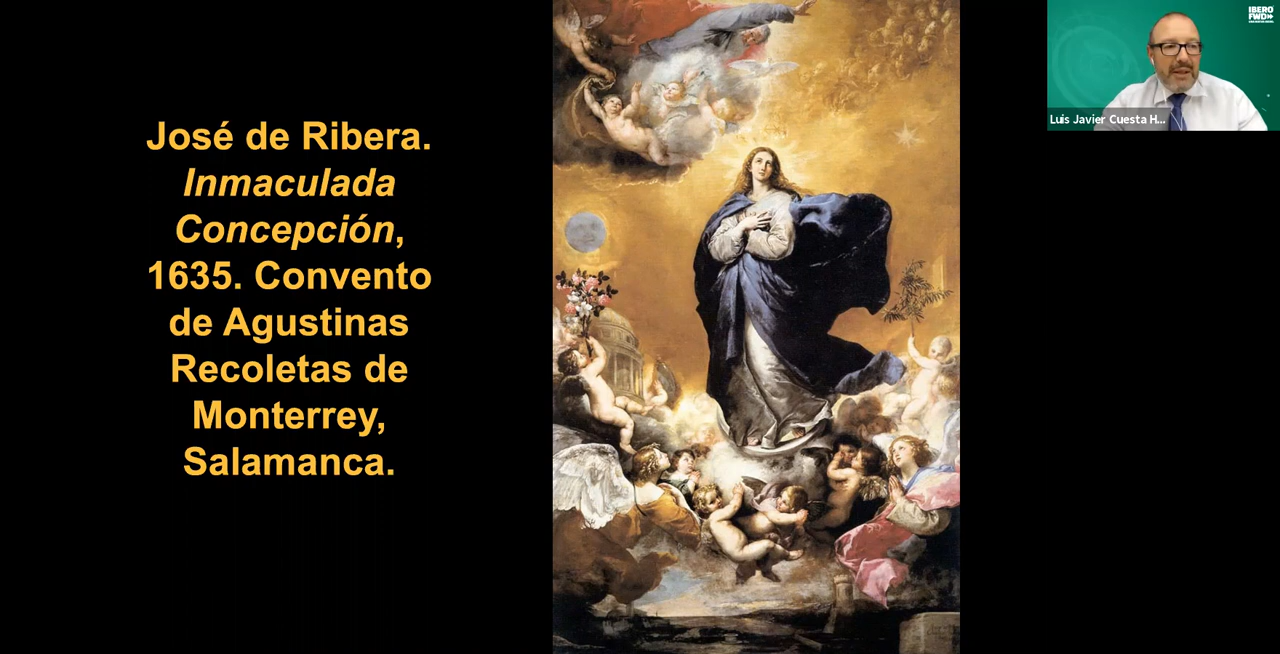 José de Ribera.
Inmaculada
Concepción,
1635. Convento
de Agustinas
Recoletas de
Monterrey,
Salamanca.
IBERO
FWD
Luis Javier Cuesta H...